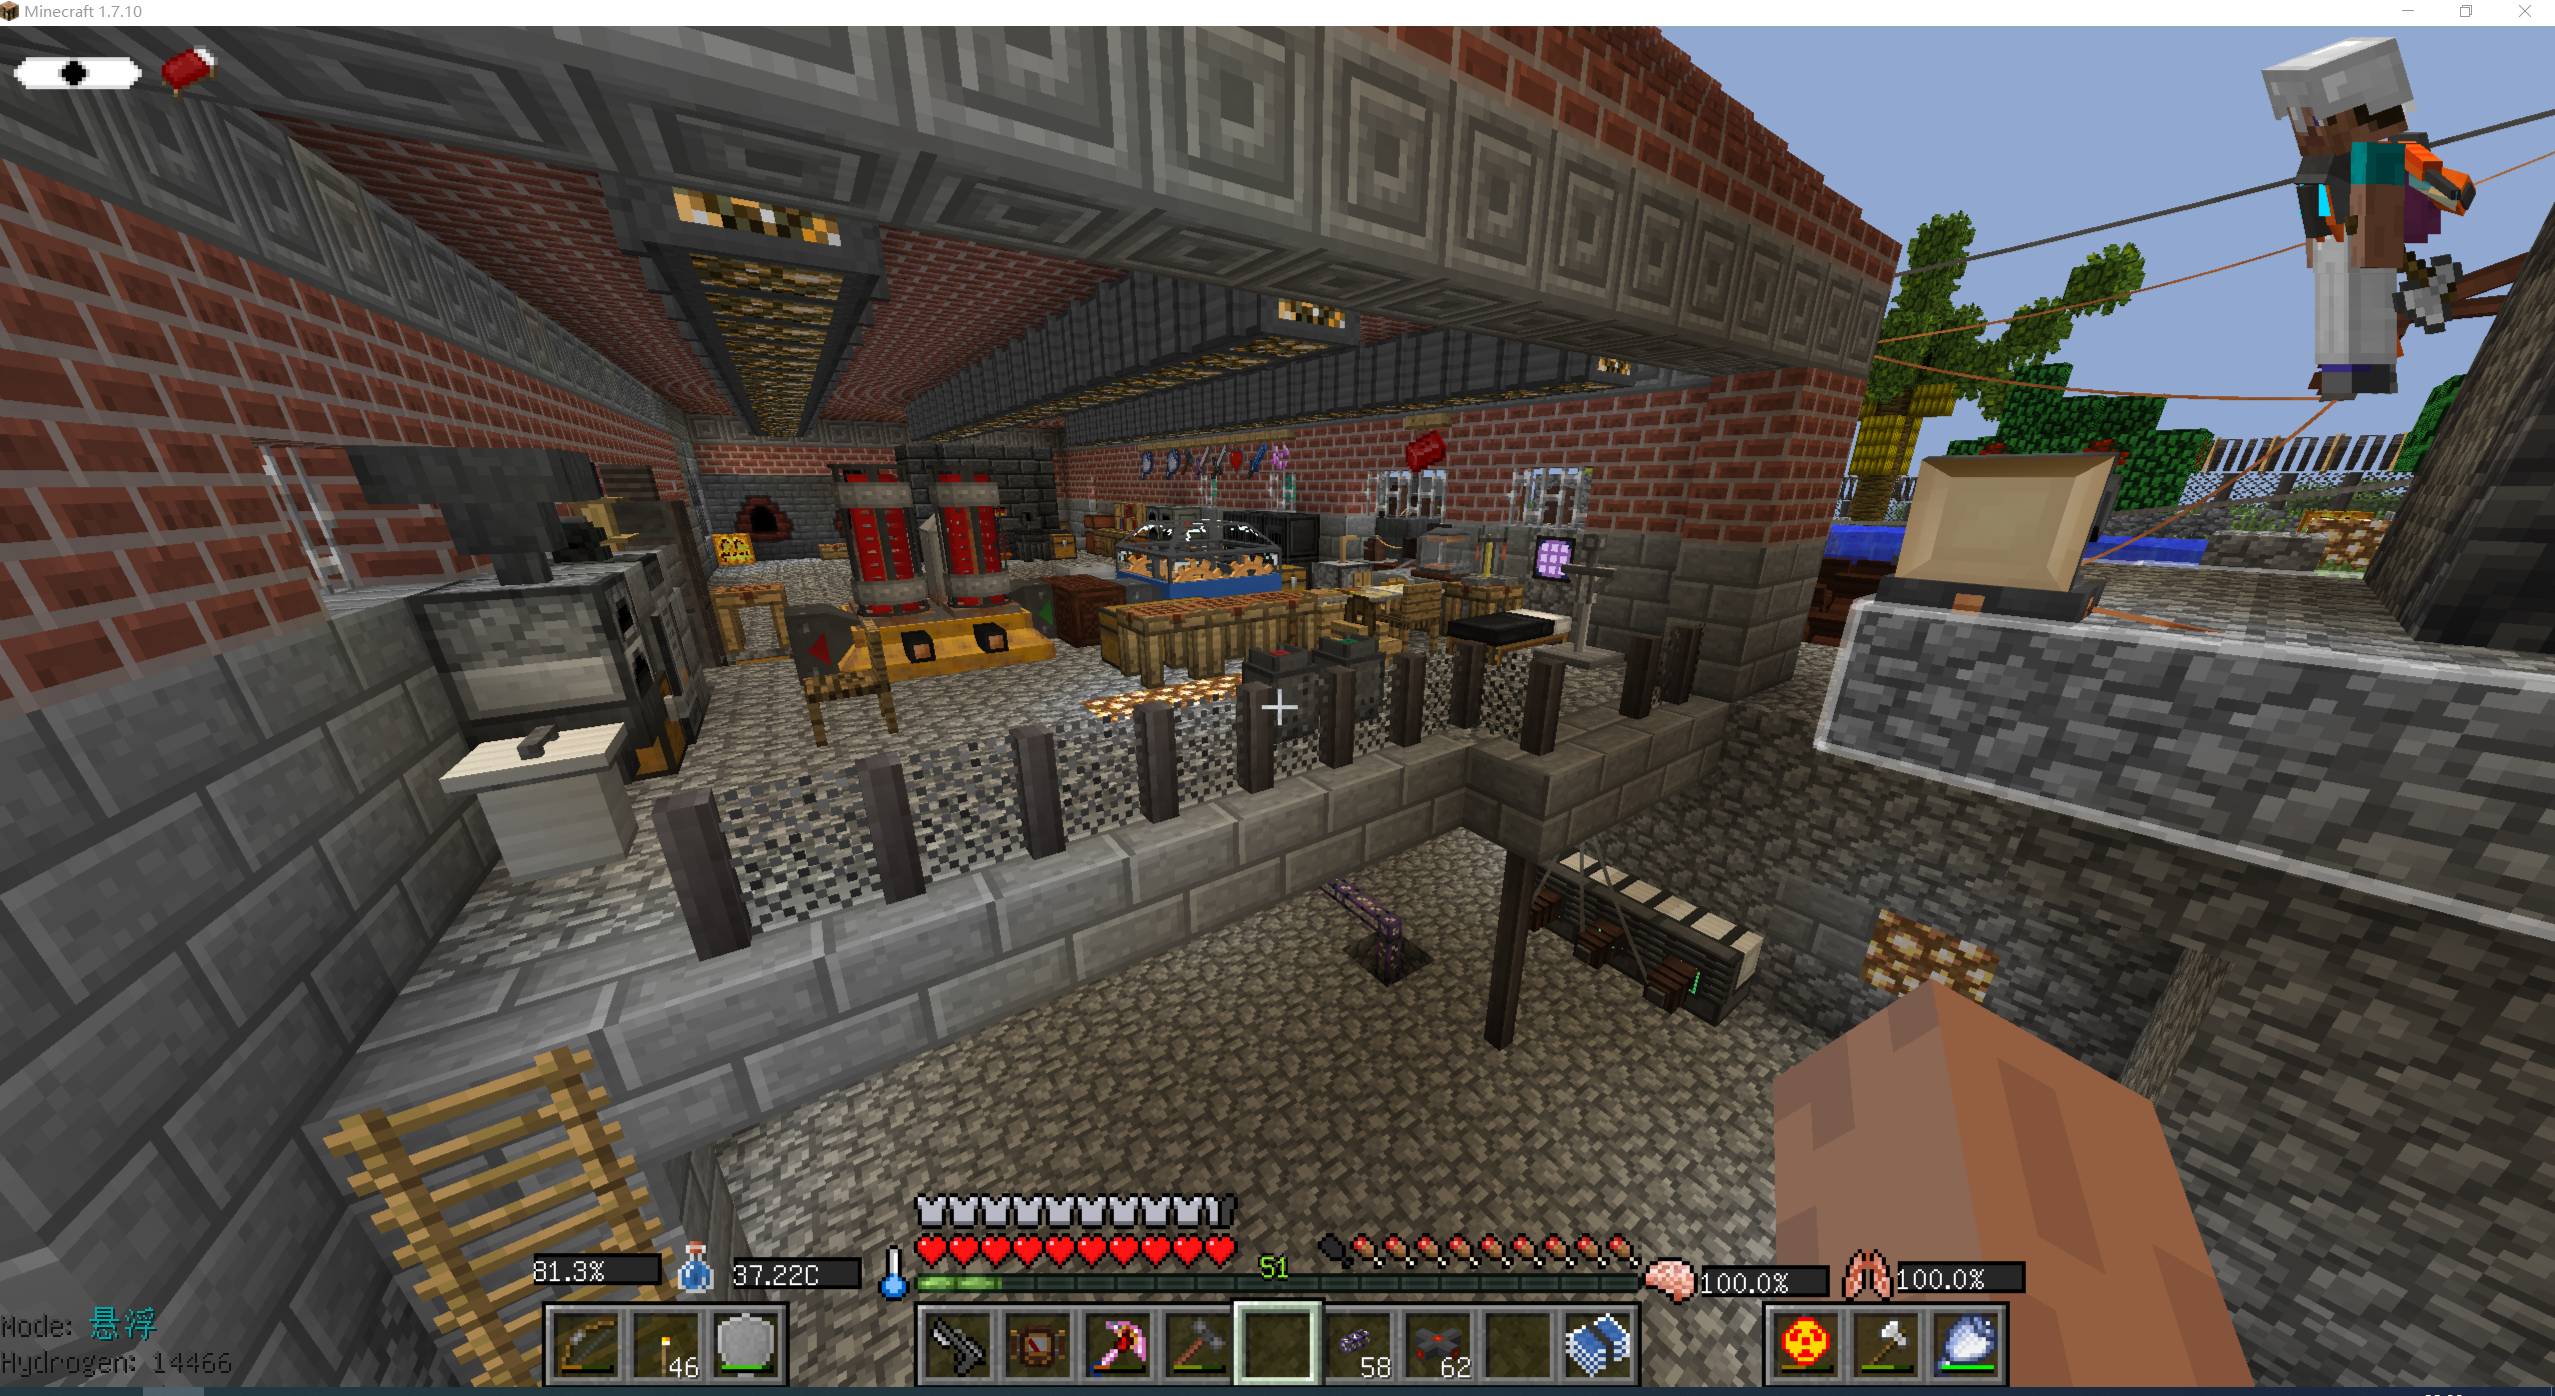 Minecraft 1.7.10
51
81.3%
37.22C
100.0%
100.0%
Mode: 悬浮
Hydrogen: 14466
46
58
62